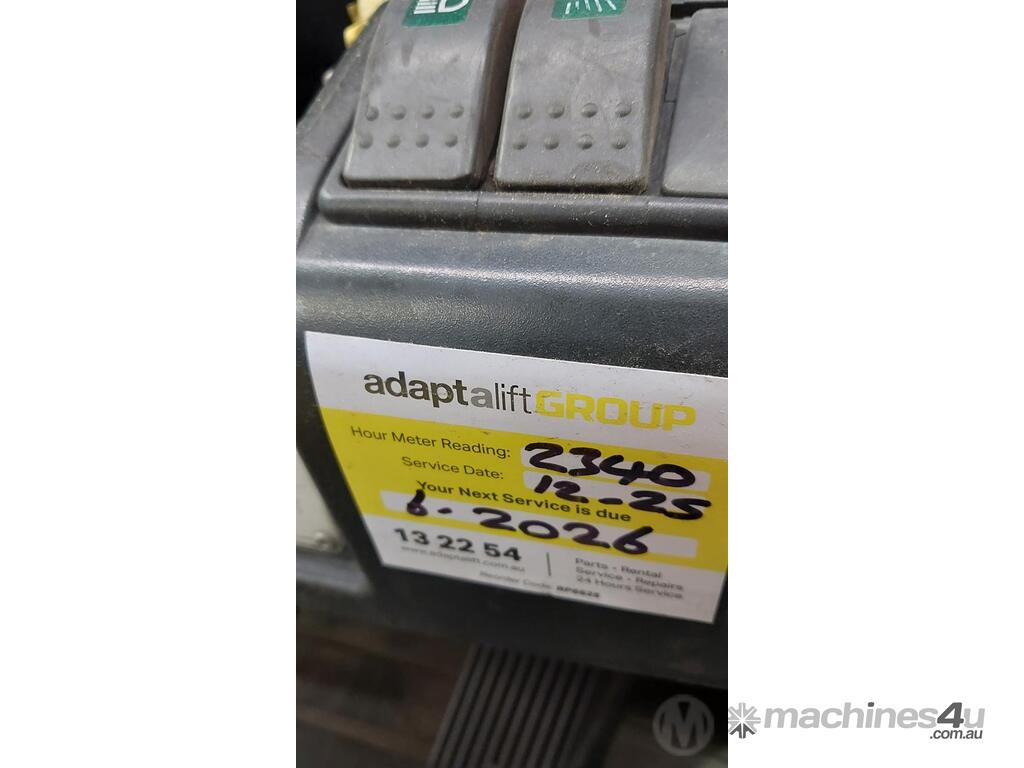 adaptaliftGROUP
Hour Meter Reading: 2340
Service Date: 12-25
Your Next Service is due
6-2026
13 22 54
www.adaptalift.com.au
Parts - Rental
Service - Repairs
24 Hours Service
Reorder Code:
machines4u
.com.au